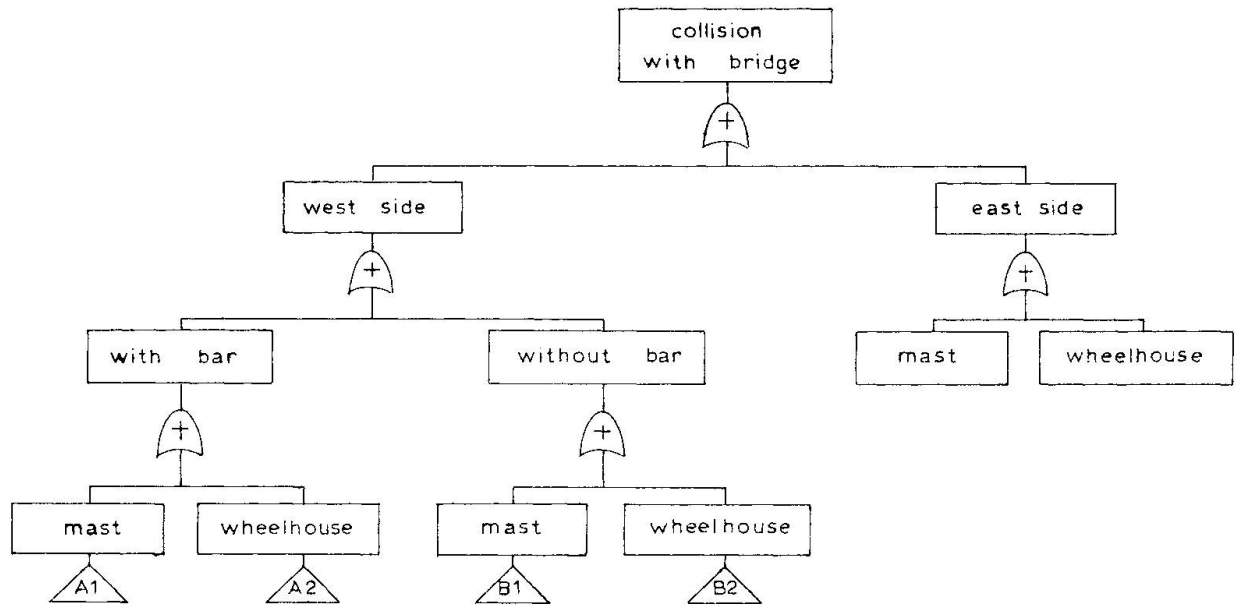 collision
with bridge
+
west side
east side
+
+
with bar
without bar
mast
wheelhouse
+
+
mast
wheelhouse
mast
wheelhouse
A1
A2
B1
B2